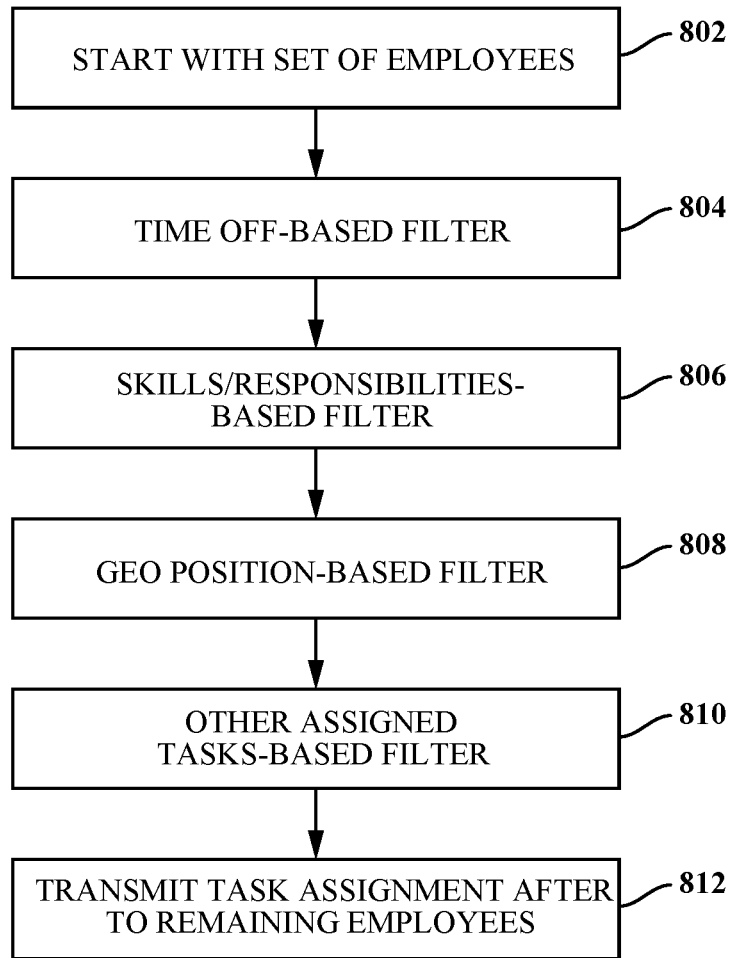 START WITH SET OF EMPLOYEES
802
TIME OFF-BASED FILTER
804
SKILLS/RESPONSIBILITIES-
BASED FILTER
806
GEO POSITION-BASED FILTER
808
OTHER ASSIGNED
TASKS-BASED FILTER
810
TRANSMIT TASK ASSIGNMENT AFTER
TO REMAINING EMPLOYEES
812